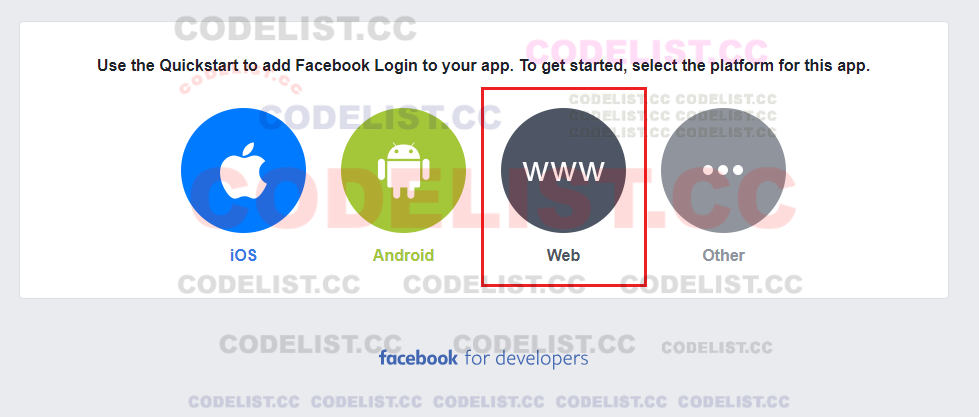 CODELIST.CC
CODELIST.CC
Use the Quickstart to add Facebook Login to your app. To get started, select the platform for this app.
CODELIST.CC
CODELIST.CC CODELIST.CC
CODELIST.CC
CODELIST.CC CODELIST.CC
CODELIST.CC CODELIST.CC
www
CODELIST.CC
iOS Android Web Other
CODELIST.CC CODELIST.CC CODELIST.CC
CODELIST.CC CODELIST.CC CODELIST.CC
facebook for developers
CODELIST.CC CODELIST.CC CODELIST.CC CODELIST.CC CODELIST.CC